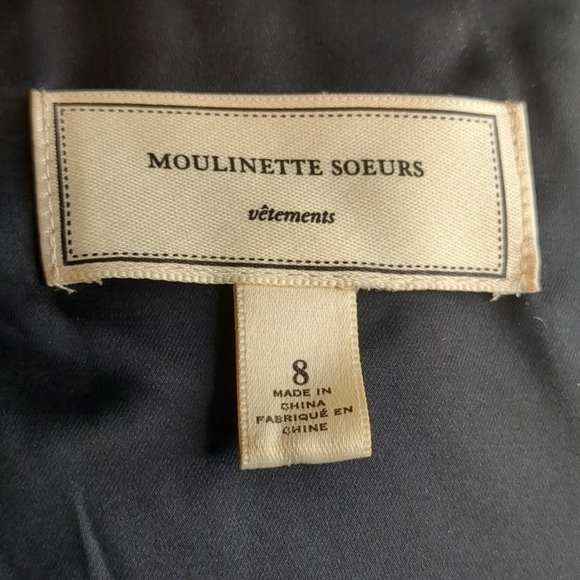 MOULINETTE SOEURS
vêtements
8
MADE IN
CHINA
FABRIQUÉ EN
CHINE